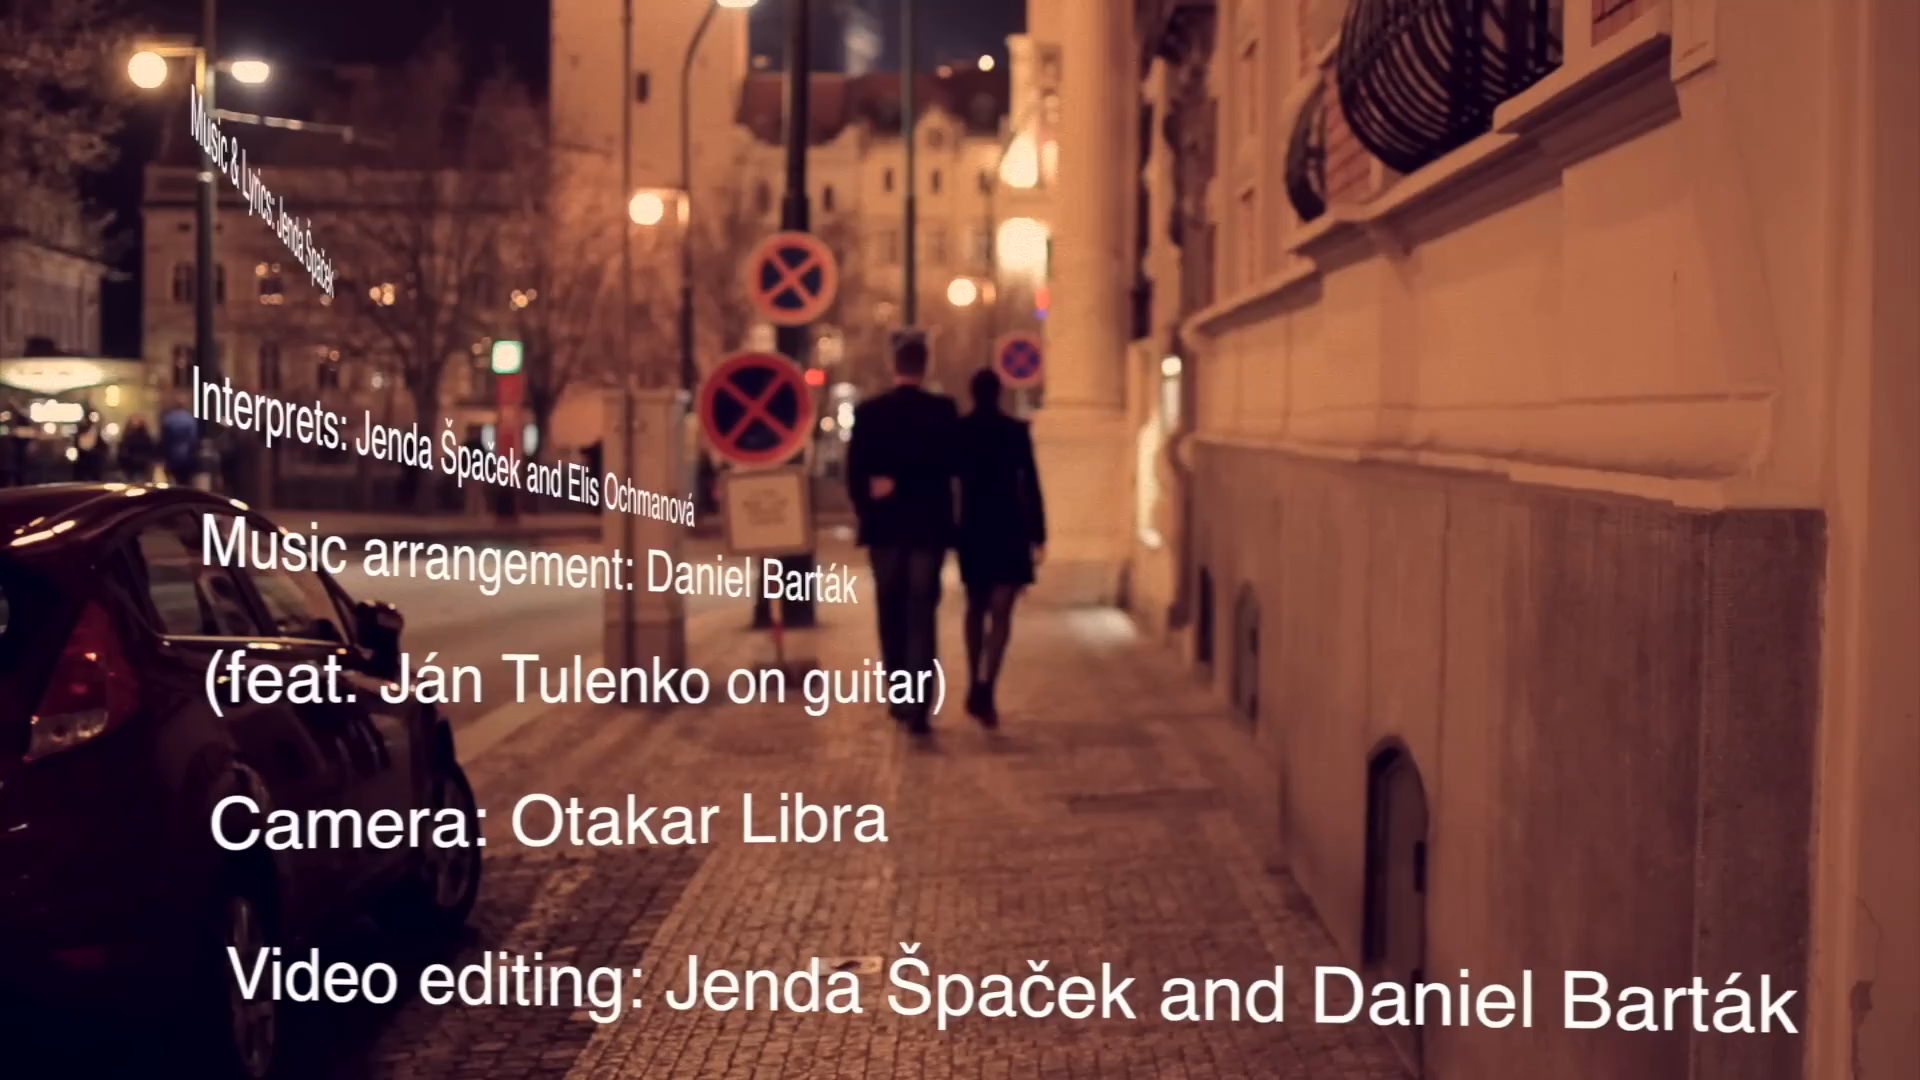 Music & Lyrics: Jenda Špaček
Interprets: Jenda Špaček and Elis Ochmanová
Music arrangement: Daniel Barták
(feat. Ján Tulenko on guitar)
Camera: Otakar Libra
Video editing: Jenda Špaček and Daniel Barták